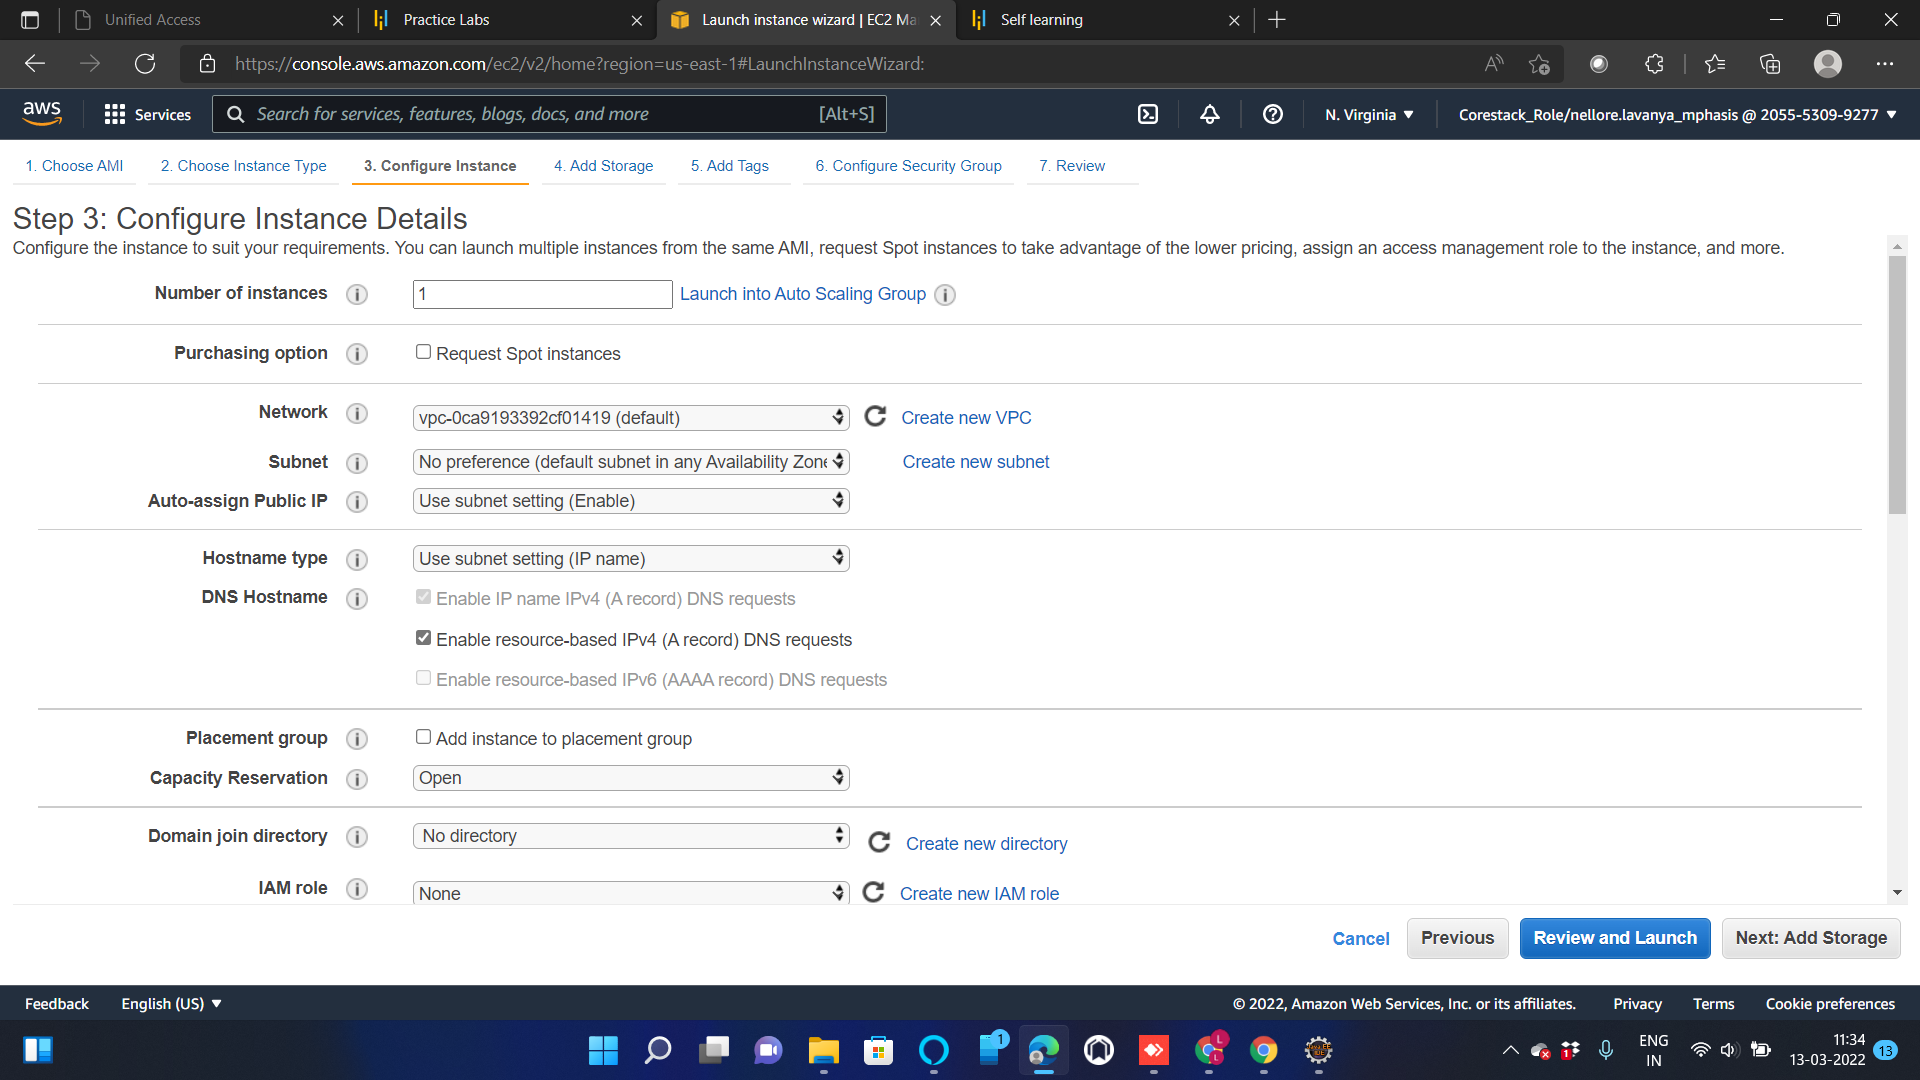 Unified Access
Practice Labs
Launch instance wizard | EC2 Ma
Self learning
https://console.aws.amazon.com/ec2/v2/home?region=us-east-1#LaunchInstanceWizard:
aws
Services
Search for services, features, blogs, docs, and more
[Alt+S]
N. Virginia
Corestack_Role/nellore.lavanya_mphasis @ 2055-5309-9277
1. Choose AMI
2. Choose Instance Type
3. Configure Instance
4. Add Storage
5. Add Tags
6. Configure Security Group
7. Review
Step 3: Configure Instance Details
Configure the instance to suit your requirements. You can launch multiple instances from the same AMI, request Spot instances to take advantage of the lower pricing, assign an access management role to the instance, and more.
Number of instances
1
Launch into Auto Scaling Group
Purchasing option
Request Spot instances
Network
vpc-0ca9193392cf01419 (default)
Create new VPC
Subnet
No preference (default subnet in any Availability Zone
Create new subnet
Auto-assign Public IP
Use subnet setting (Enable)
Hostname type
Use subnet setting (IP name)
DNS Hostname
Enable IP name IPv4 (A record) DNS requests
Enable resource-based IPv4 (A record) DNS requests
Enable resource-based IPv6 (AAAA record) DNS requests
Placement group
Add instance to placement group
Capacity Reservation
Open
Domain join directory
No directory
Create new directory
IAM role
None
Create new IAM role
Cancel
Previous
Review and Launch
Next: Add Storage
Feedback
English (US)
© 2022, Amazon Web Services, Inc. or its affiliates.
Privacy
Terms
Cookie preferences
1
L
L
1
ENG
IN
11:34
13-03-2022
13